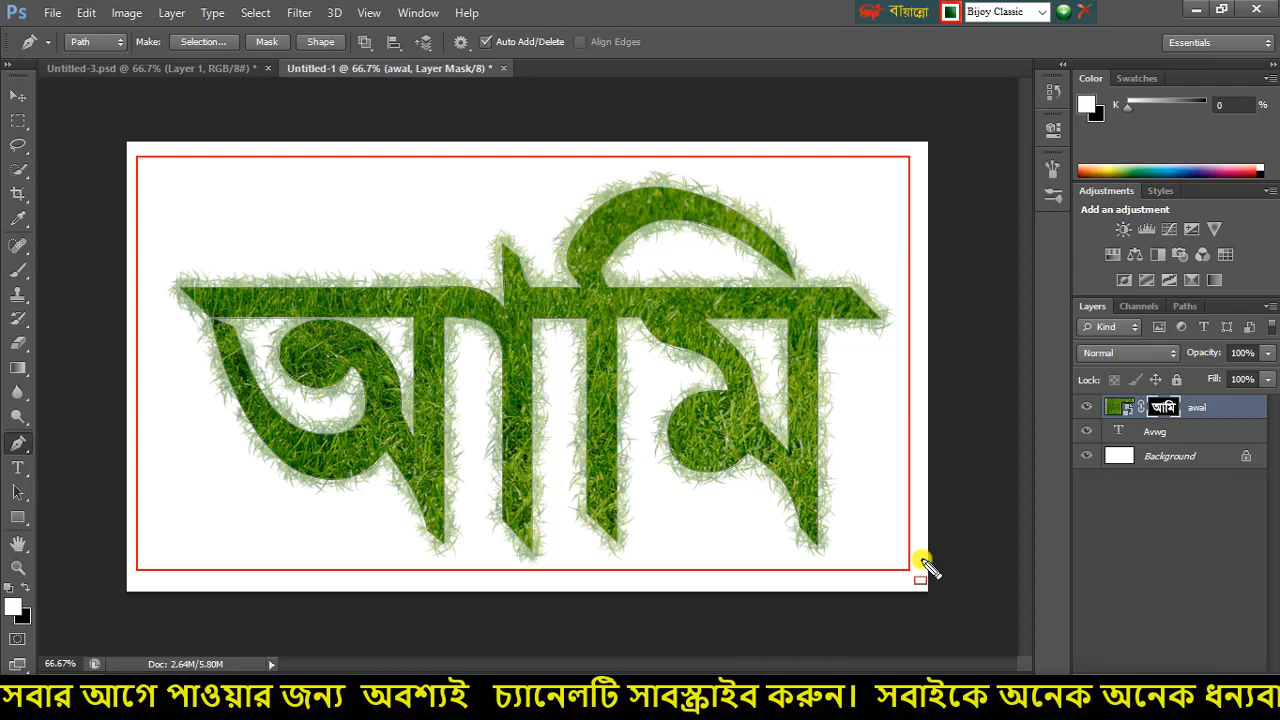 Ps File Edit Image Layer Type Select Filter 3D View Window Help
বাঁয়ান্নো Bijoy Classic
Path Make: Selection... Mask Shape Auto Add/Delete Align Edges Essentials
Untitled-3.psd @ 66.7% (Layer 1, RGB/8#) * × Untitled-1 @ 66.7% (awal, Layer Mask/8) * ×
Color Swatches
K 0 %
Adjustments Styles
Add an adjustment
Layers Channels Paths
Kind
Normal Opacity: 100%
Lock: Fill: 100%
আমি awal
T Avwg
Background
আমি
66.67% Doc: 2.64M/5.80M
সবার আগে পাওয়ার জন্য অবশ্যই চ্যানেলটি সাবস্ক্রাইব করুন। সবাইকে অনেক অনেক ধন্যবা